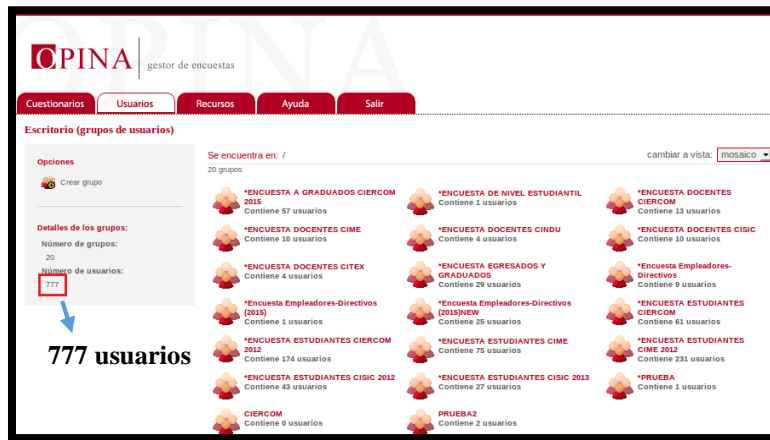 OPINA gestor de encuestas
Cuestionarios Usuarios Recursos Ayuda Salir
Escritorio (grupos de usuarios)
Opciones
Crear grupo
Detalles de los grupos:
Número de grupos:
20
Número de usuarios:
777
777 usuarios
Se encuentra en: /
cambiar a vista: mosaico
20 grupos
*ENCUESTA A GRADUADOS CIERCOM
2015
Contiene 57 usuarios
*ENCUESTA DE NIVEL ESTUDIANTIL
Contiene 1 usuarios
*ENCUESTA DOCENTES
CIERCOM
Contiene 13 usuarios
*ENCUESTA DOCENTES CIME
Contiene 10 usuarios
*ENCUESTA DOCENTES CINDU
Contiene 4 usuarios
*ENCUESTA DOCENTES CISIC
Contiene 10 usuarios
*ENCUESTA DOCENTES CITEX
Contiene 4 usuarios
*ENCUESTA EGRESADOS Y
GRADUADOS
Contiene 29 usuarios
*Encuesta Empleadores-
Directivos
Contiene 9 usuarios
*Encuesta Empleadores-Directivos
(2015)
Contiene 1 usuarios
*Encuesta Empleadores-Directivos
(2015)NEW
Contiene 25 usuarios
*ENCUESTA ESTUDIANTES
CIERCOM
Contiene 61 usuarios
*ENCUESTA ESTUDIANTES CIERCOM
2012
Contiene 174 usuarios
*ENCUESTA ESTUDIANTES CIME
Contiene 75 usuarios
*ENCUESTA ESTUDIANTES
CIME 2012
Contiene 231 usuarios
*ENCUESTA ESTUDIANTES CISIC 2012
Contiene 43 usuarios
*ENCUESTA ESTUDIANTES CISIC 2013
Contiene 27 usuarios
*PRUEBA
Contiene 1 usuarios
CIERCOM
Contiene 0 usuarios
PRUEBA2
Contiene 2 usuarios